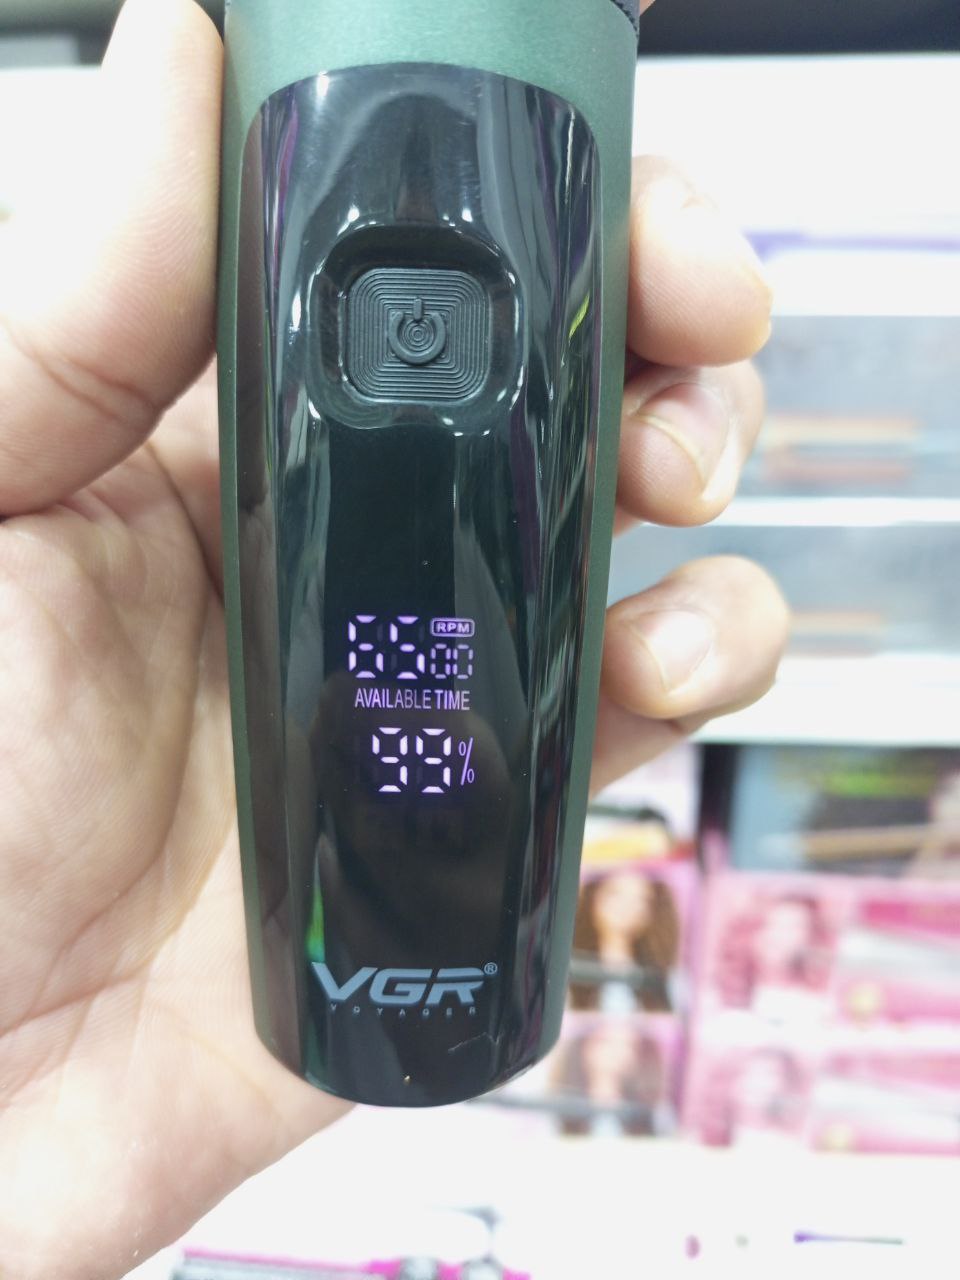 6500 RPM
AVAILABLE TIME
99%
VGR®
VOYAGER